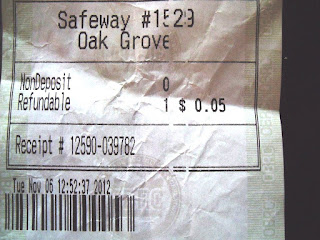 Safeway #1529
Oak Grove
NonDeposit 0
Refundable 1 $ 0.05
Receipt # 12590-039782
Tue Nov 06 12:52:37 2012